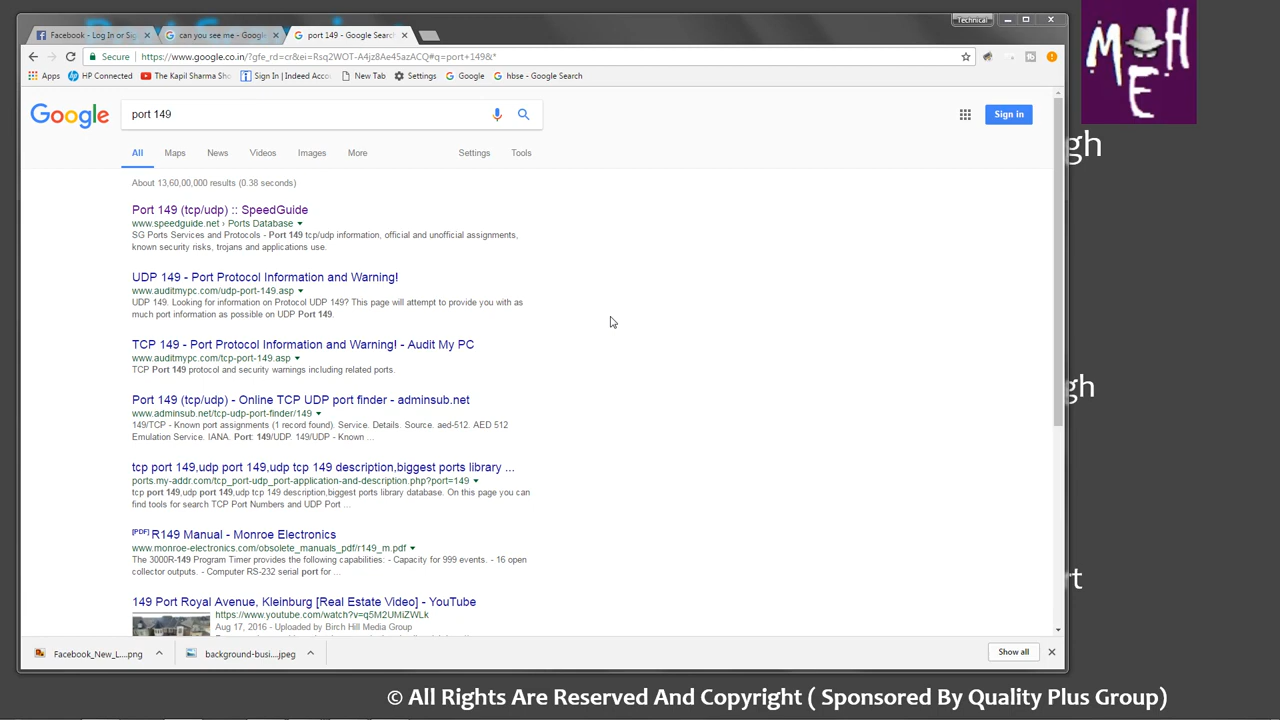 Technical
Facebook - Log In or Sig
can you see me - Google
port 149 - Google Search
Secure
https://www.google.co.in/?gfe_rd=cr&ei=Rsq2WOT-A4jz8Ae45azACQ#q=port+149&*
Apps
HP Connected
The Kapil Sharma Sho
Sign In | Indeed Acco
New Tab
Settings
Google
hbse - Google Search
M H
E
Google
port 149
Sign in
gh
All
Maps
News
Videos
Images
More
Settings
Tools
About 13,60,00,000 results (0.38 seconds)
Port 149 (tcp/udp) :: SpeedGuide
www.speedguide.net › Ports Database
SG Ports Services and Protocols - Port 149 tcp/udp information, official and unofficial assignments,
known security risks, trojans and applications use.
UDP 149 - Port Protocol Information and Warning!
www.auditmypc.com/udp-port-149.asp
UDP 149. Looking for information on Protocol UDP 149? This page will attempt to provide you with as
much port information as possible on UDP Port 149.
TCP 149 - Port Protocol Information and Warning! - Audit My PC
www.auditmypc.com/tcp-port-149.asp
TCP Port 149 protocol and security warnings including related ports.
gh
Port 149 (tcp/udp) - Online TCP UDP port finder - adminsub.net
www.adminsub.net/tcp-udp-port-finder/149
149/TCP - Known port assignments (1 record found). Service. Details. Source. aed-512. AED 512
Emulation Service. IANA. Port: 149/UDP. 149/UDP - Known ...
tcp port 149,udp port 149,udp tcp 149 description,biggest ports library ...
ports.my-addr.com/tcp_port-udp_port-application-and-description.php?port=149
tcp port 149,udp port 149,udp tcp 149 description,biggest ports library database. On this page you can
find tools for search TCP Port Numbers and UDP Port ...
[PDF] R149 Manual - Monroe Electronics
www.monroe-electronics.com/obsolete_manuals_pdf/r149_m.pdf
The 3000R-149 Program Timer provides the following capabilities: - Capacity for 999 events. - 16 open
collector outputs. - Computer RS-232 serial port for ...
rt
149 Port Royal Avenue, Kleinburg [Real Estate Video] - YouTube
https://www.youtube.com/watch?v=q5M2UMiZWLk
Aug 17, 2016 - Uploaded by Birch Hill Media Group
Facebook_New_L....png
background-busi....jpeg
Show all
© All Rights Are Reserved And Copyright ( Sponsored By Quality Plus Group)